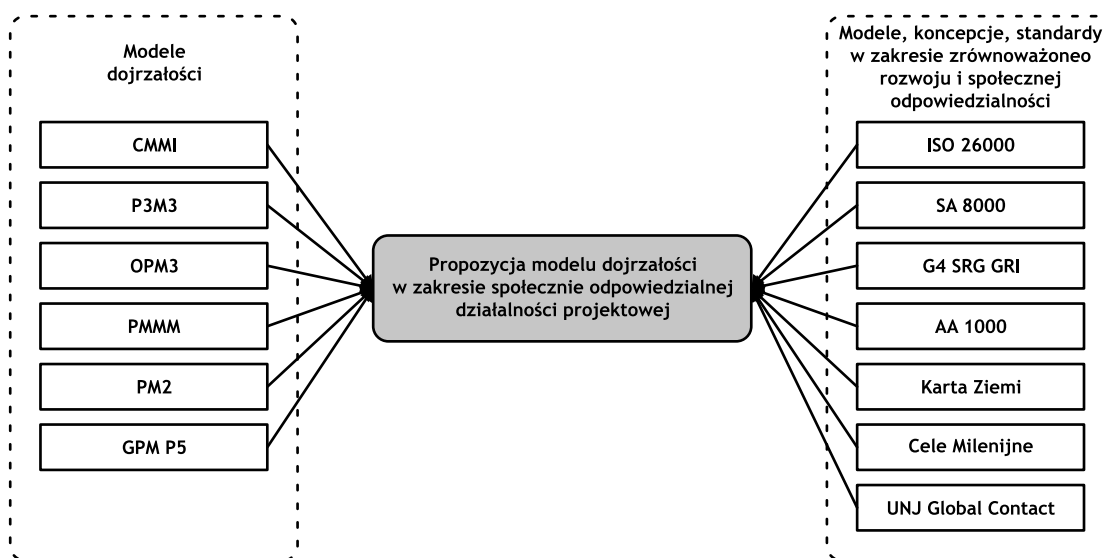 Modele
dojrzałości
CMMI
P3M3
OPM3
PMMM
PM2
GPM P5
Propozycja modelu dojrzałości
w zakresie społecznie odpowiedzialnej
działalności projektowej
Modele, koncepcje, standardy
w zakresie zrównoważoneo
rozwoju i społecznej
odpowiedzialności
ISO 26000
SA 8000
G4 SRG GRI
AA 1000
Karta Ziemi
Cele Milenijne
UNJ Global Contact